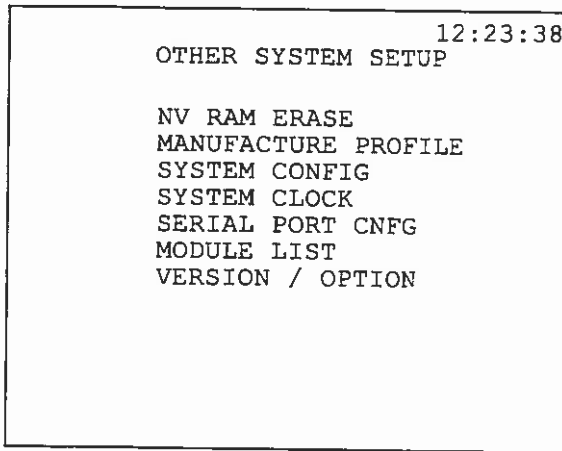 12:23:38
OTHER SYSTEM SETUP
NV RAM ERASE
MANUFACTURE PROFILE
SYSTEM CONFIG
SYSTEM CLOCK
SERIAL PORT CNFG
MODULE LIST
VERSION / OPTION